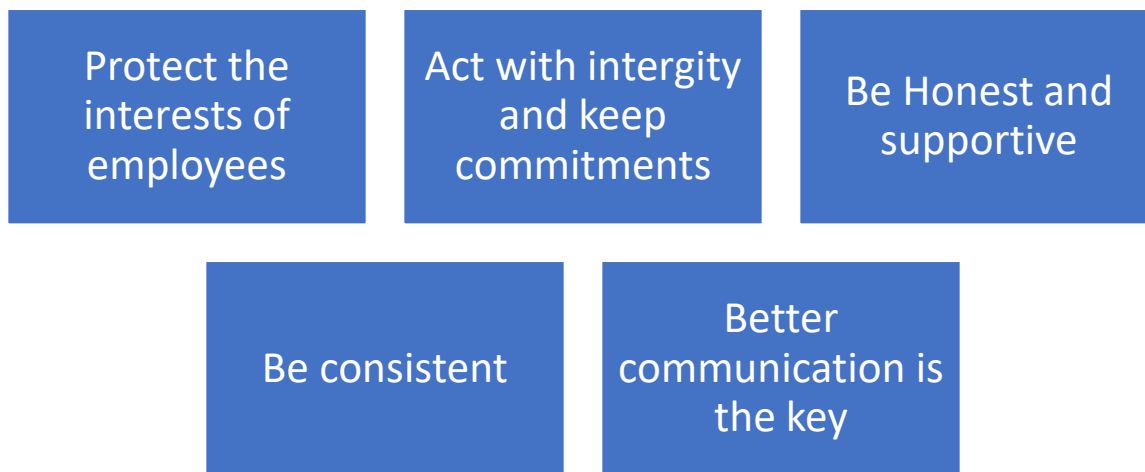 Protect the
interests of
employees
Act with intergity
and keep
commitments
Be Honest and
supportive
Be consistent
Better
communication is
the key